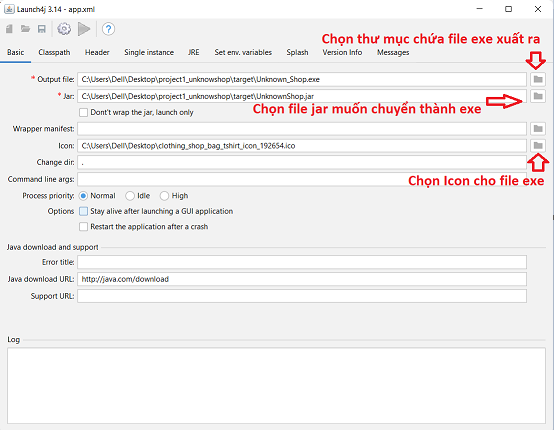 Launch4j 3.14 - app.xml
Basic Classpath Header Single instance JRE Set env. variables Splash Version Info Messages
Chọn thư mục chứa file exe xuất ra
* Output file: C:\Users\Dell\Desktop\project1_unknowshop\target\Unknown_Shop.exe
* Jar: C:\Users\Dell\Desktop\project1_unknowshop\target\UnknownShop.jar
Dont't wrap the jar, launch only
Chọn file jar muốn chuyển thành exe
Wrapper manifest:
Icon: C:\Users\Dell\Desktop\clothing_shop_bag_tshirt_icon_192654.ico
Change dir: .
Command line args:
Chọn Icon cho file exe
Process priority: Normal Idle High
Options Stay alive after launching a GUI application
Restart the application after a crash
Java download and support
Error title:
Java download URL: http://java.com/download
Support URL:
Log